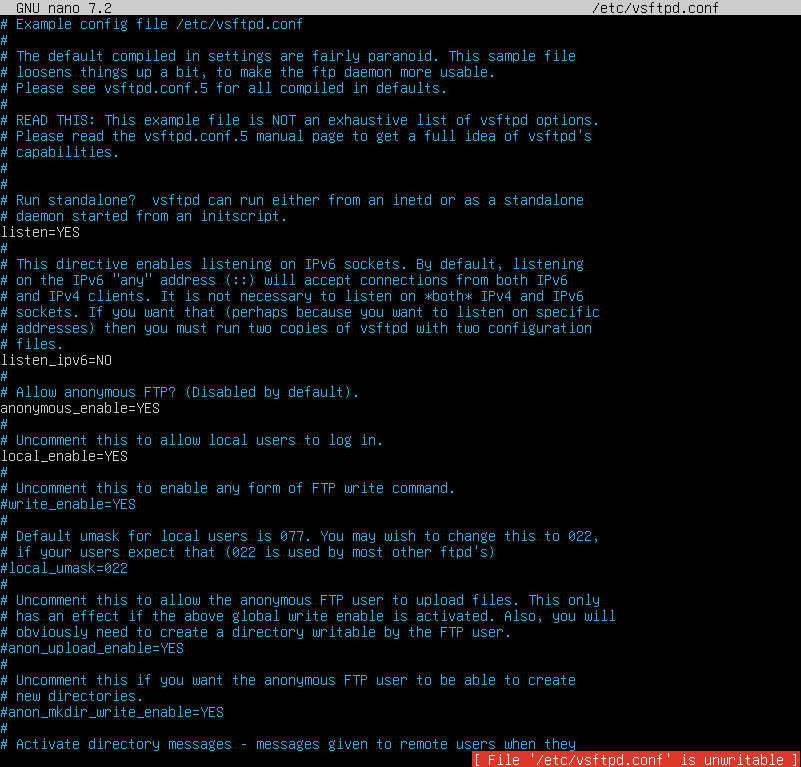 GNU nano 7.2 /etc/vsftpd.conf
# Example config file /etc/vsftpd.conf
#
# The default compiled in settings are fairly paranoid. This sample file
# loosens things up a bit, to make the ftp daemon more usable.
# Please see vsftpd.conf.5 for all compiled in defaults.
#
# READ THIS: This example file is NOT an exhaustive list of vsftpd options.
# Please read the vsftpd.conf.5 manual page to get a full idea of vsftpd's
# capabilities.
#
#
# Run standalone?  vsftpd can run either from an inetd or as a standalone
# daemon started from an initscript.
listen=YES
#
# This directive enables listening on IPv6 sockets. By default, listening
# on the IPv6 "any" address (::) will accept connections from both IPv6
# and IPv4 clients. It is not necessary to listen on *both* IPv4 and IPv6
# sockets. If you want that (perhaps because you want to listen on specific
# addresses) then you must run two copies of vsftpd with two configuration
# files.
listen_ipv6=NO
#
# Allow anonymous FTP? (Disabled by default).
anonymous_enable=YES
#
# Uncomment this to allow local users to log in.
local_enable=YES
#
# Uncomment this to enable any form of FTP write command.
#write_enable=YES
#
# Default umask for local users is 077. You may wish to change this to 022,
# if your users expect that (022 is used by most other ftpd's)
#local_umask=022
#
# Uncomment this to allow the anonymous FTP user to upload files. This only
# has an effect if the above global write enable is activated. Also, you will
# obviously need to create a directory writable by the FTP user.
#anon_upload_enable=YES
#
# Uncomment this if you want the anonymous FTP user to be able to create
# new directories.
#anon_mkdir_write_enable=YES
#
# Activate directory messages - messages given to remote users when they
[ File '/etc/vsftpd.conf' is unwritable ]